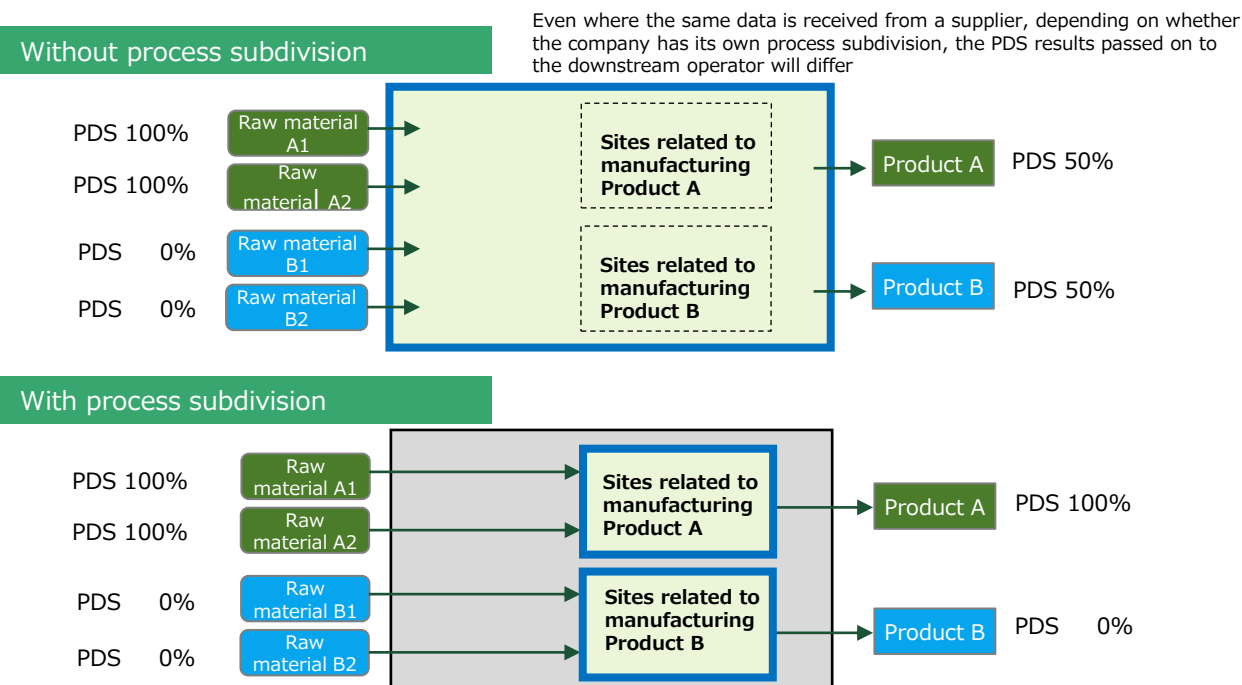 Even where the same data is received from a supplier, depending on whether
the company has its own process subdivision, the PDS results passed on to
the downstream operator will differ
Without process subdivision
PDS 100%
Raw material
A1
PDS 100%
Raw
material A2
PDS 0%
Raw material
B1
PDS 0%
Raw material
B2
Sites related to
manufacturing
Product A
Sites related to
manufacturing
Product B
Product A
PDS 50%
Product B
PDS 50%
With process subdivision
PDS 100%
Raw
material A1
PDS 100%
Raw
material A2
PDS 0%
Raw
material B1
PDS 0%
Raw
material B2
Sites related to
manufacturing
Product A
Sites related to
manufacturing
Product B
Product A
PDS 100%
Product B
PDS 0%